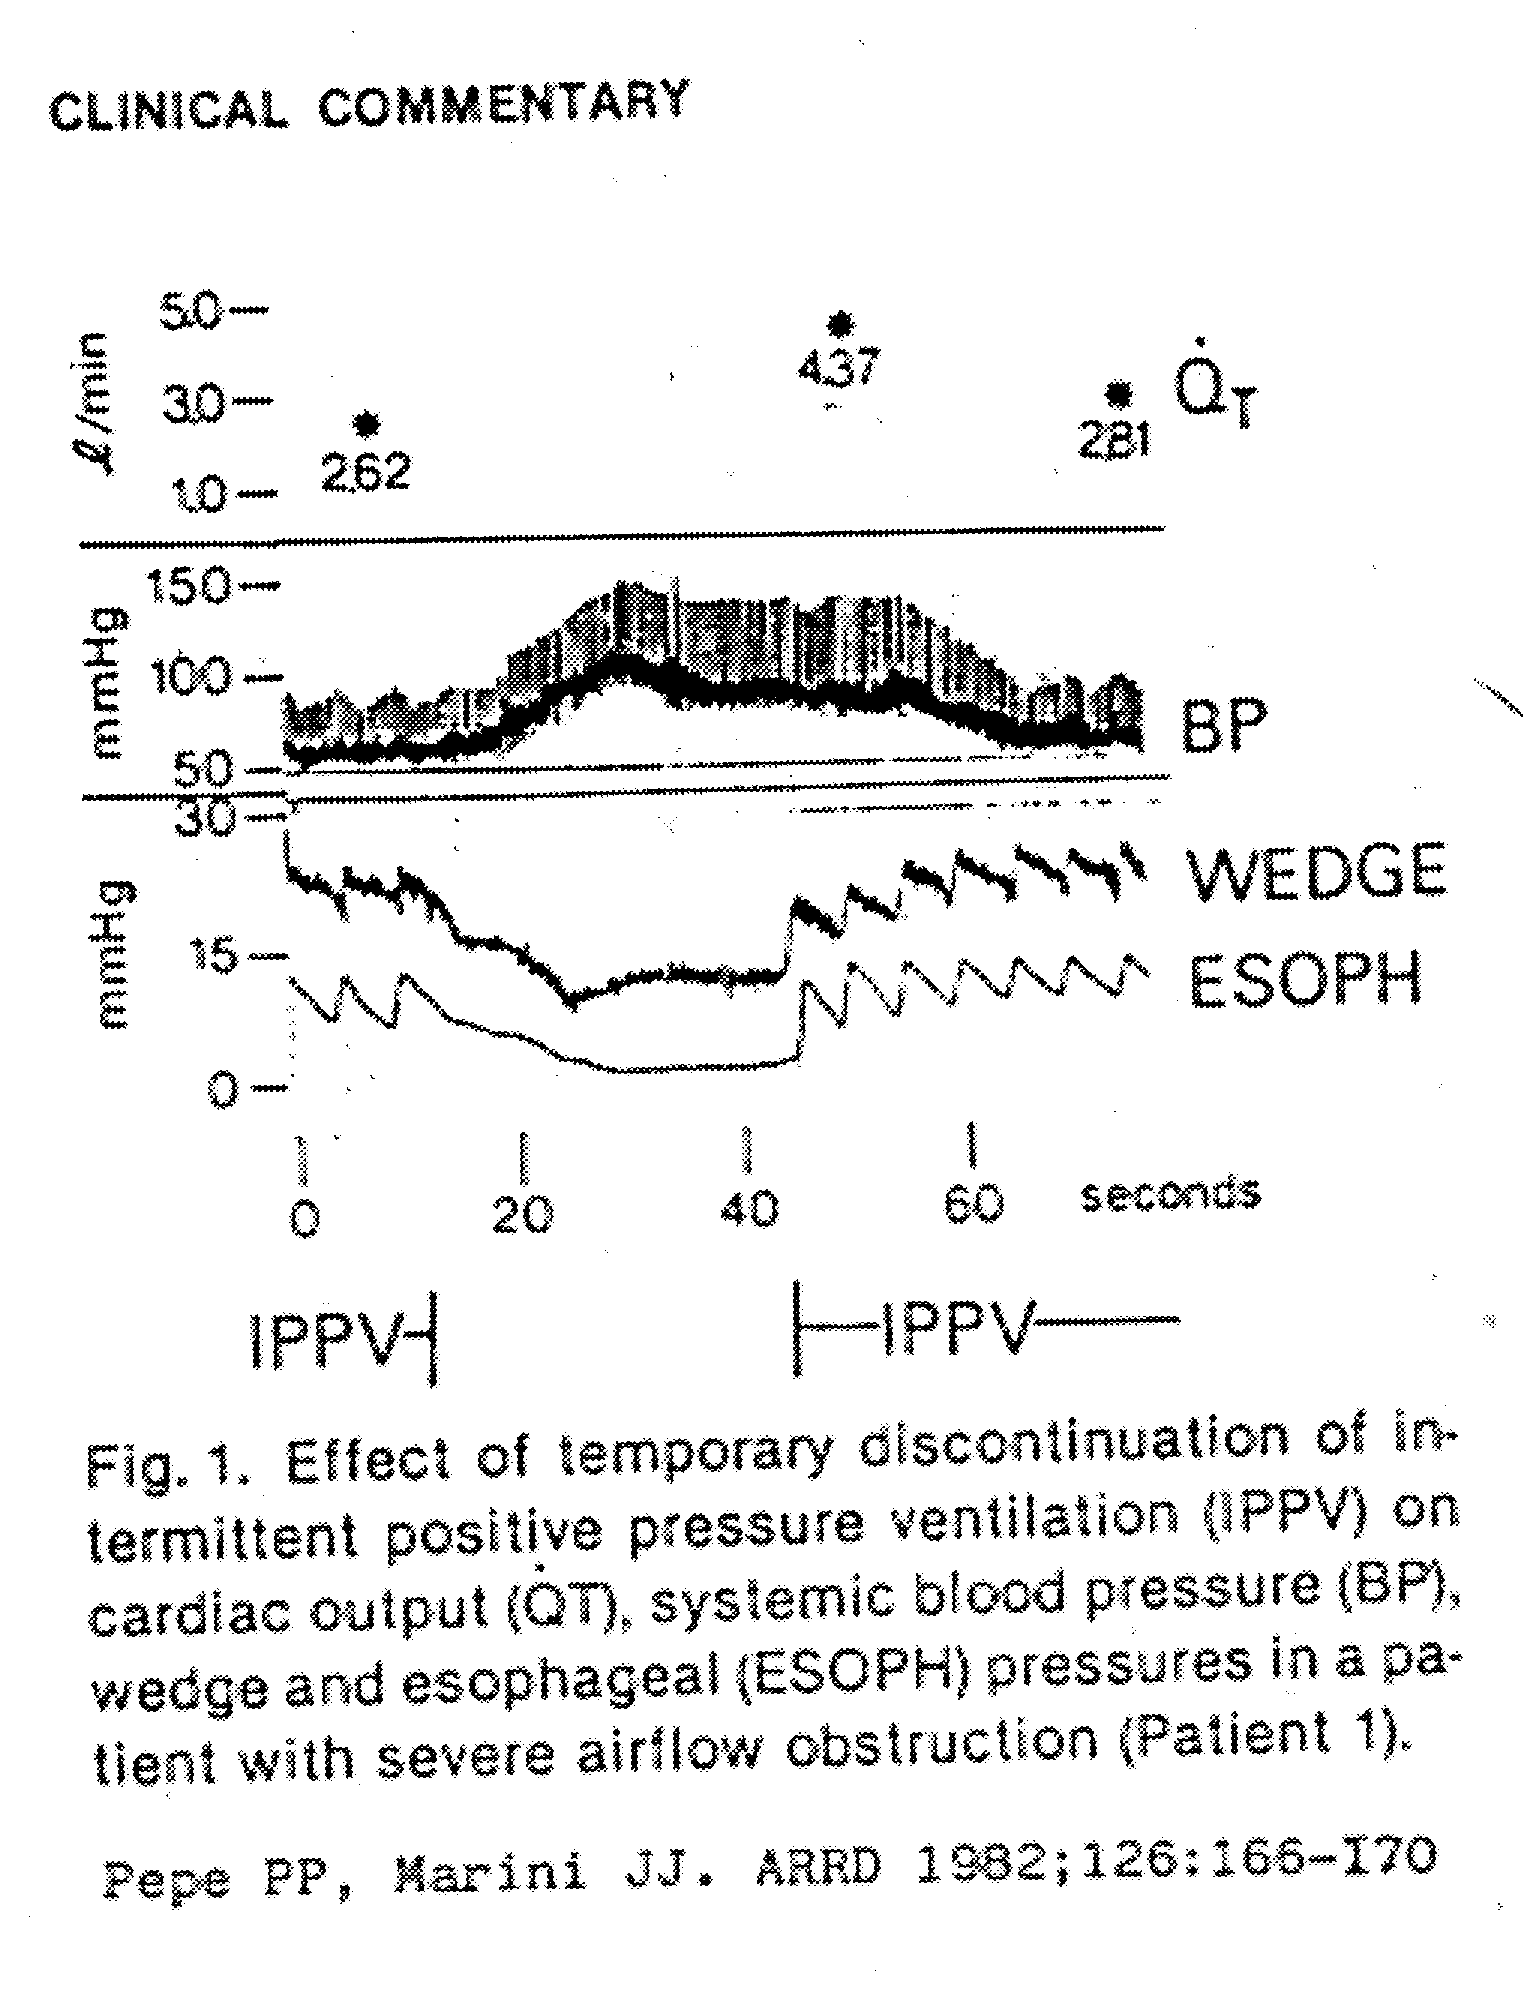 CLINICAL COMMENTARY
5.0
3.0
1.0
ℓ/min
2.62
4.37
2.81
Q̇T
150
100
50
mmHg
BP
30
15
0
mmHg
WEDGE
ESOPH
0 20 40 60 seconds
IPPV IPPV
Fig. 1. Effect of temporary discontinuation of in-
termittent positive pressure ventilation (IPPV) on
cardiac output (Q̇T), systemic blood pressure (BP),
wedge and esophageal (ESOPH) pressures in a pa-
tient with severe airflow obstruction (Patient 1).
Pepe PP, Marini JJ. ARRD 1982;126:166-170